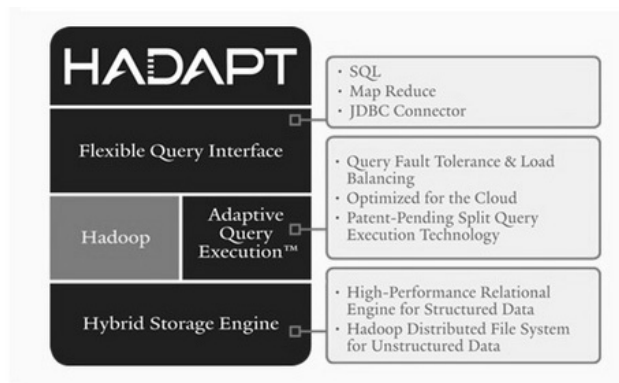 HADAPT
· SQL
· Map Reduce
· JDBC Connector
Flexible Query Interface
· Query Fault Tolerance & Load
Balancing
· Optimized for the Cloud
· Patent-Pending Split Query
Execution Technology
Hadoop
Adaptive
Query
Execution™
Hybrid Storage Engine
· High-Performance Relational
Engine for Structured Data
· Hadoop Distributed File System
for Unstructured Data